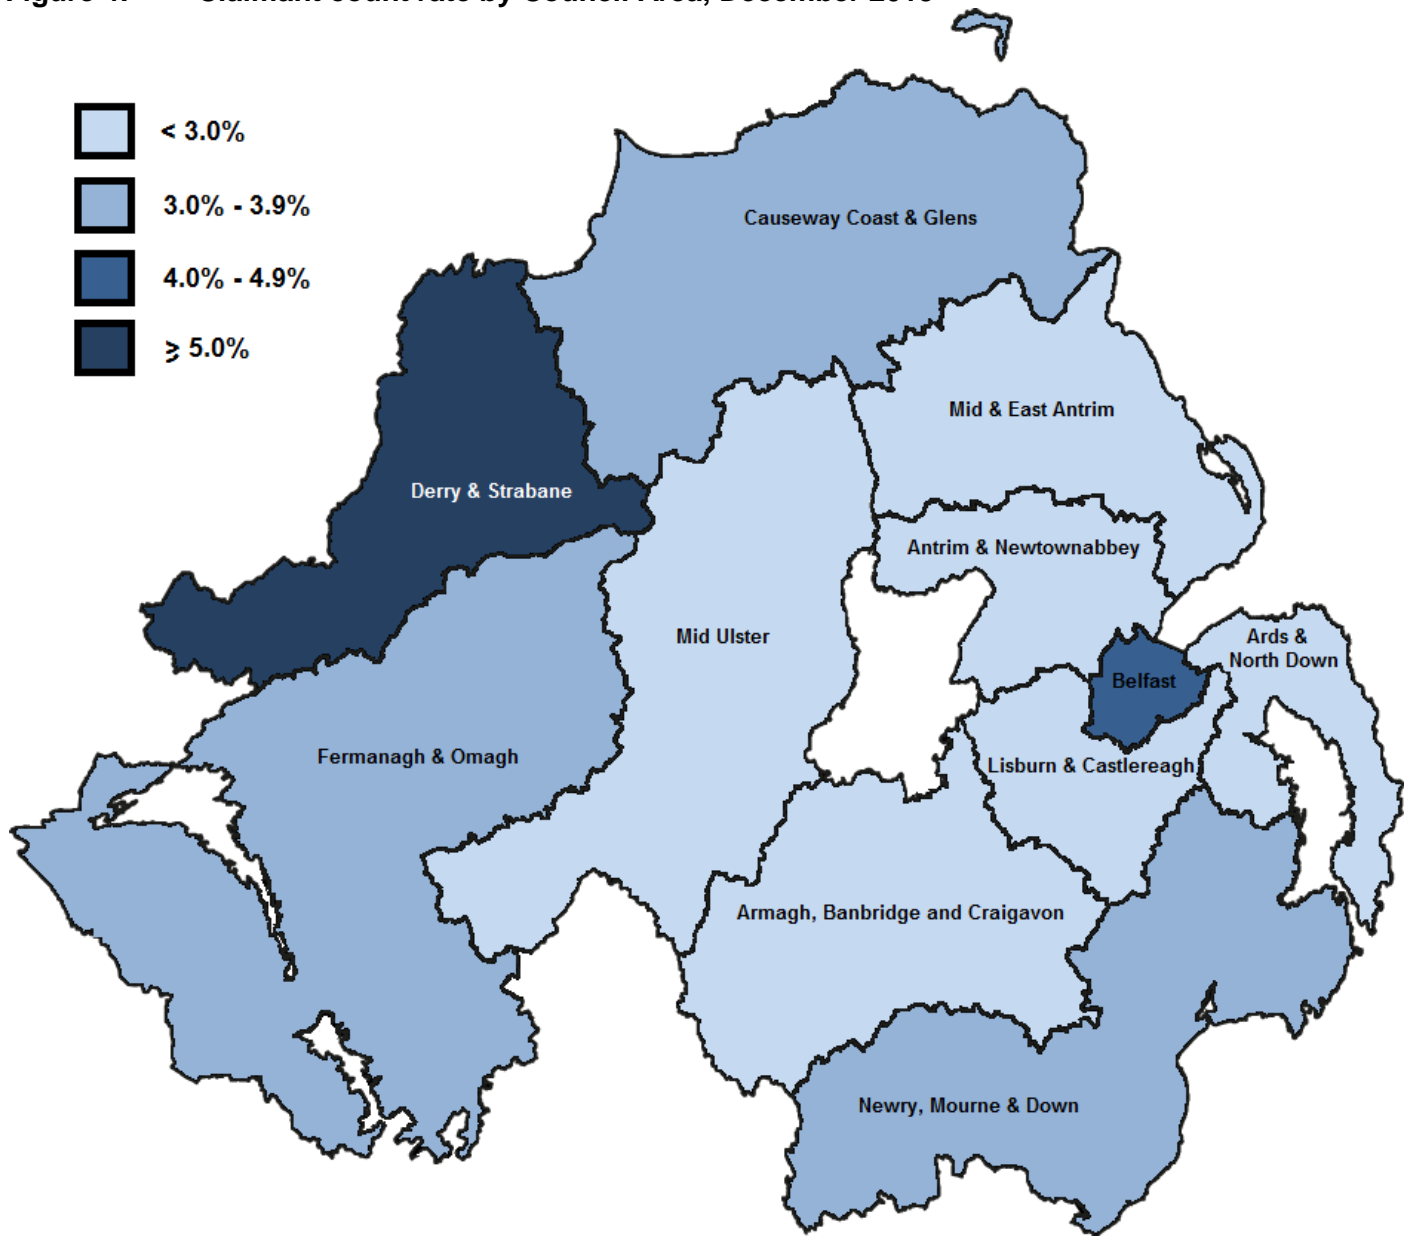 < 3.0%
3.0% - 3.9%
4.0% - 4.9%
⩾ 5.0%
Causeway Coast & Glens
Mid & East Antrim
Derry & Strabane
Antrim & Newtownabbey
Mid Ulster
Ards &
North Down
Belfast
Fermanagh & Omagh
Lisburn & Castlereagh
Armagh, Banbridge and Craigavon
Newry, Mourne & Down